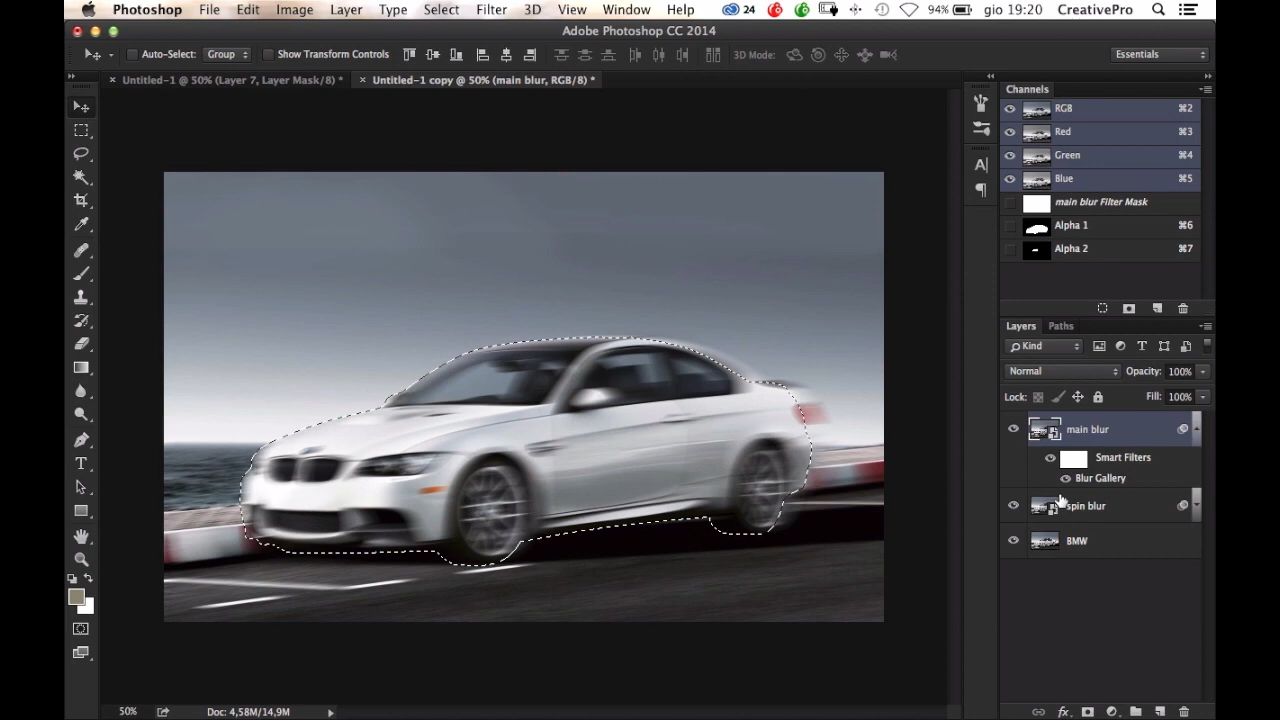 Photoshop File Edit Image Layer Type Select Filter 3D View Window Help 24 94% gio 19:20 CreativePro
Adobe Photoshop CC 2014
Auto-Select: Group Show Transform Controls 3D Mode: Essentials
× Untitled-1 @ 50% (Layer 7, Layer Mask/8) * × Untitled-1 copy @ 50% (main blur, RGB/8) *
Channels
RGB ⌘2
Red ⌘3
Green ⌘4
Blue ⌘5
main blur Filter Mask
Alpha 1 ⌘6
Alpha 2 ⌘7
Layers Paths
Kind
Normal Opacity: 100%
Lock: Fill: 100%
main blur
Smart Filters
Blur Gallery
spin blur
BMW
50% Doc: 4,58M/14,9M